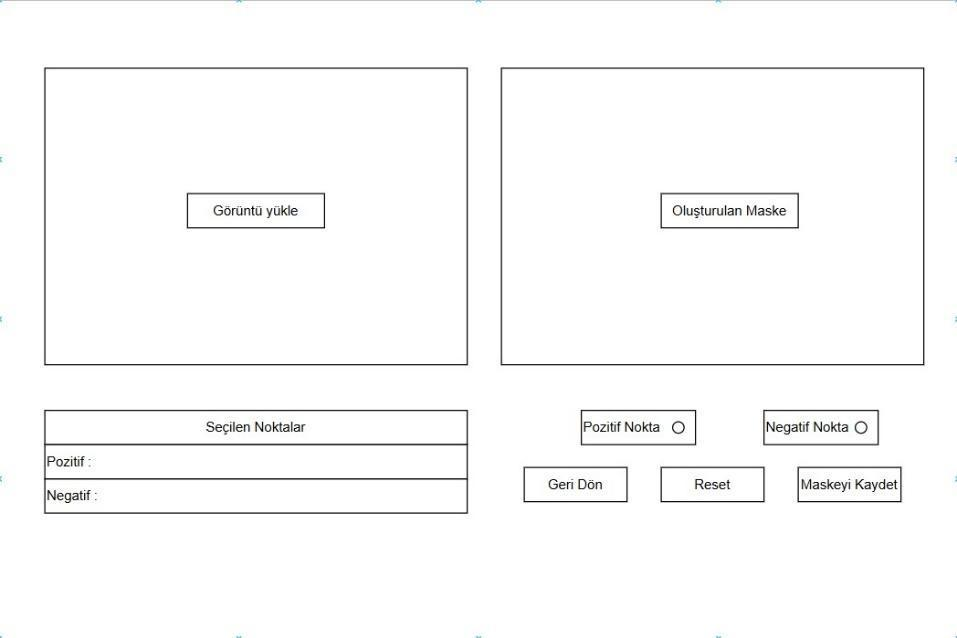 Görüntü yükle
Oluşturulan Maske
Seçilen Noktalar
Pozitif :
Negatif :
Pozitif Nokta
Negatif Nokta
Geri Dön
Reset
Maskeyi Kaydet